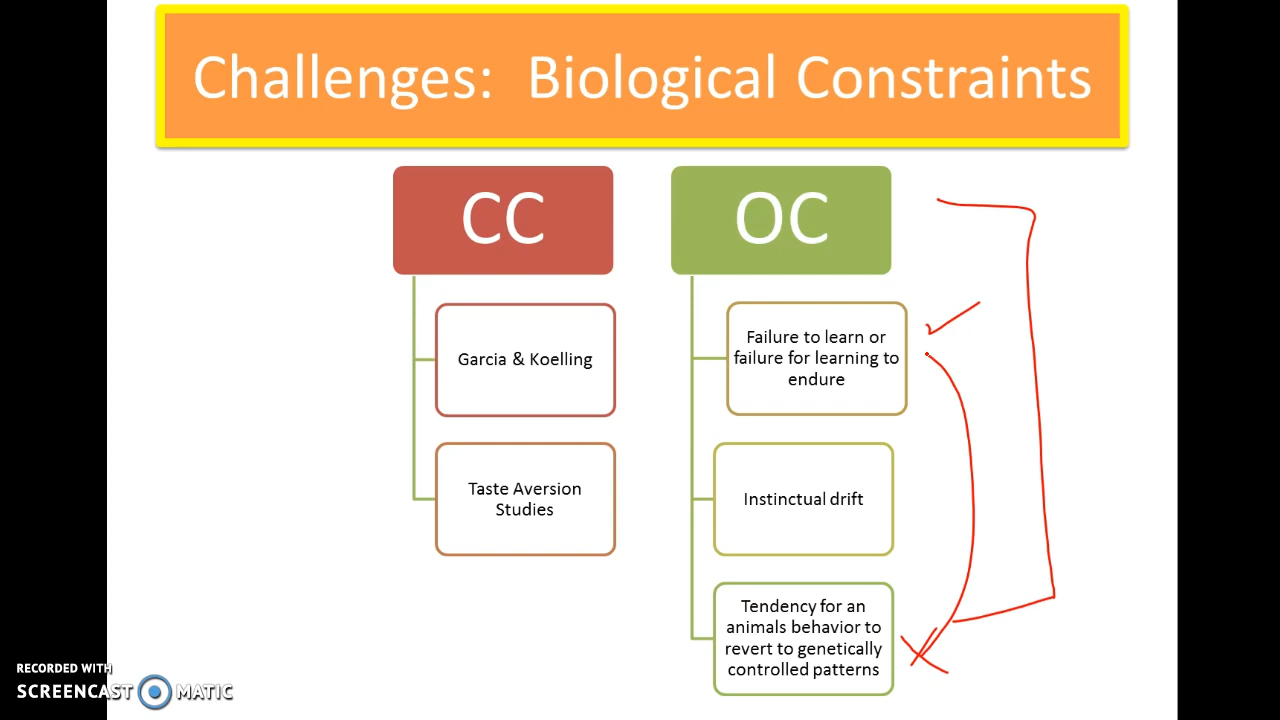 Challenges: Biological Constraints
CC
OC
Garcia & Koelling
Taste Aversion
Studies
Failure to learn or
failure for learning to
endure
Instinctual drift
Tendency for an
animals behavior to
revert to genetically
controlled patterns
RECORDED WITH
SCREENCAST MATIC